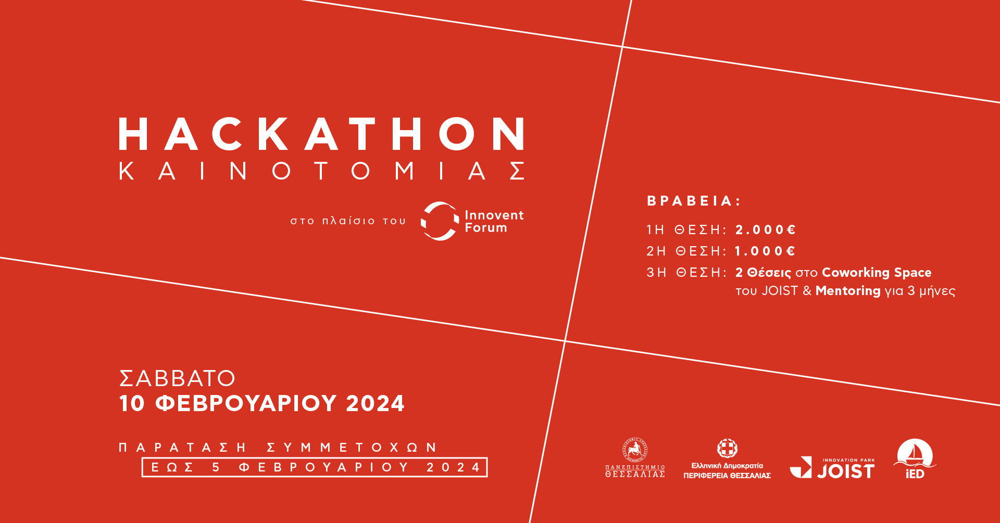 HACKATHON
ΚΑΙΝΟΤΟΜΙΑΣ
στο πλαίσιο του
Innovent
Forum
ΒΡΑΒΕΙΑ:
1Η ΘΕΣΗ: 2.000€
2Η ΘΕΣΗ: 1.000€
3Η ΘΕΣΗ: 2 Θέσεις στο Coworking Space
του JOIST & Mentoring για 3 μήνες
ΣΑΒΒΑΤΟ
10 ΦΕΒΡΟΥΑΡΙΟΥ 2024
ΠΑΡΑΤΑΣΗ ΣΥΜΜΕΤΟΧΩΝ
ΕΩΣ 5 ΦΕΒΡΟΥΑΡΙΟΥ 2024
ΠΑΝΕΠΙΣΤΗΜΙΟ
ΘΕΣΣΑΛΙΑΣ
Ελληνική Δημοκρατία
ΠΕΡΙΦΕΡΕΙΑ ΘΕΣΣΑΛΙΑΣ
INNOVATION PARK
JOIST
iED